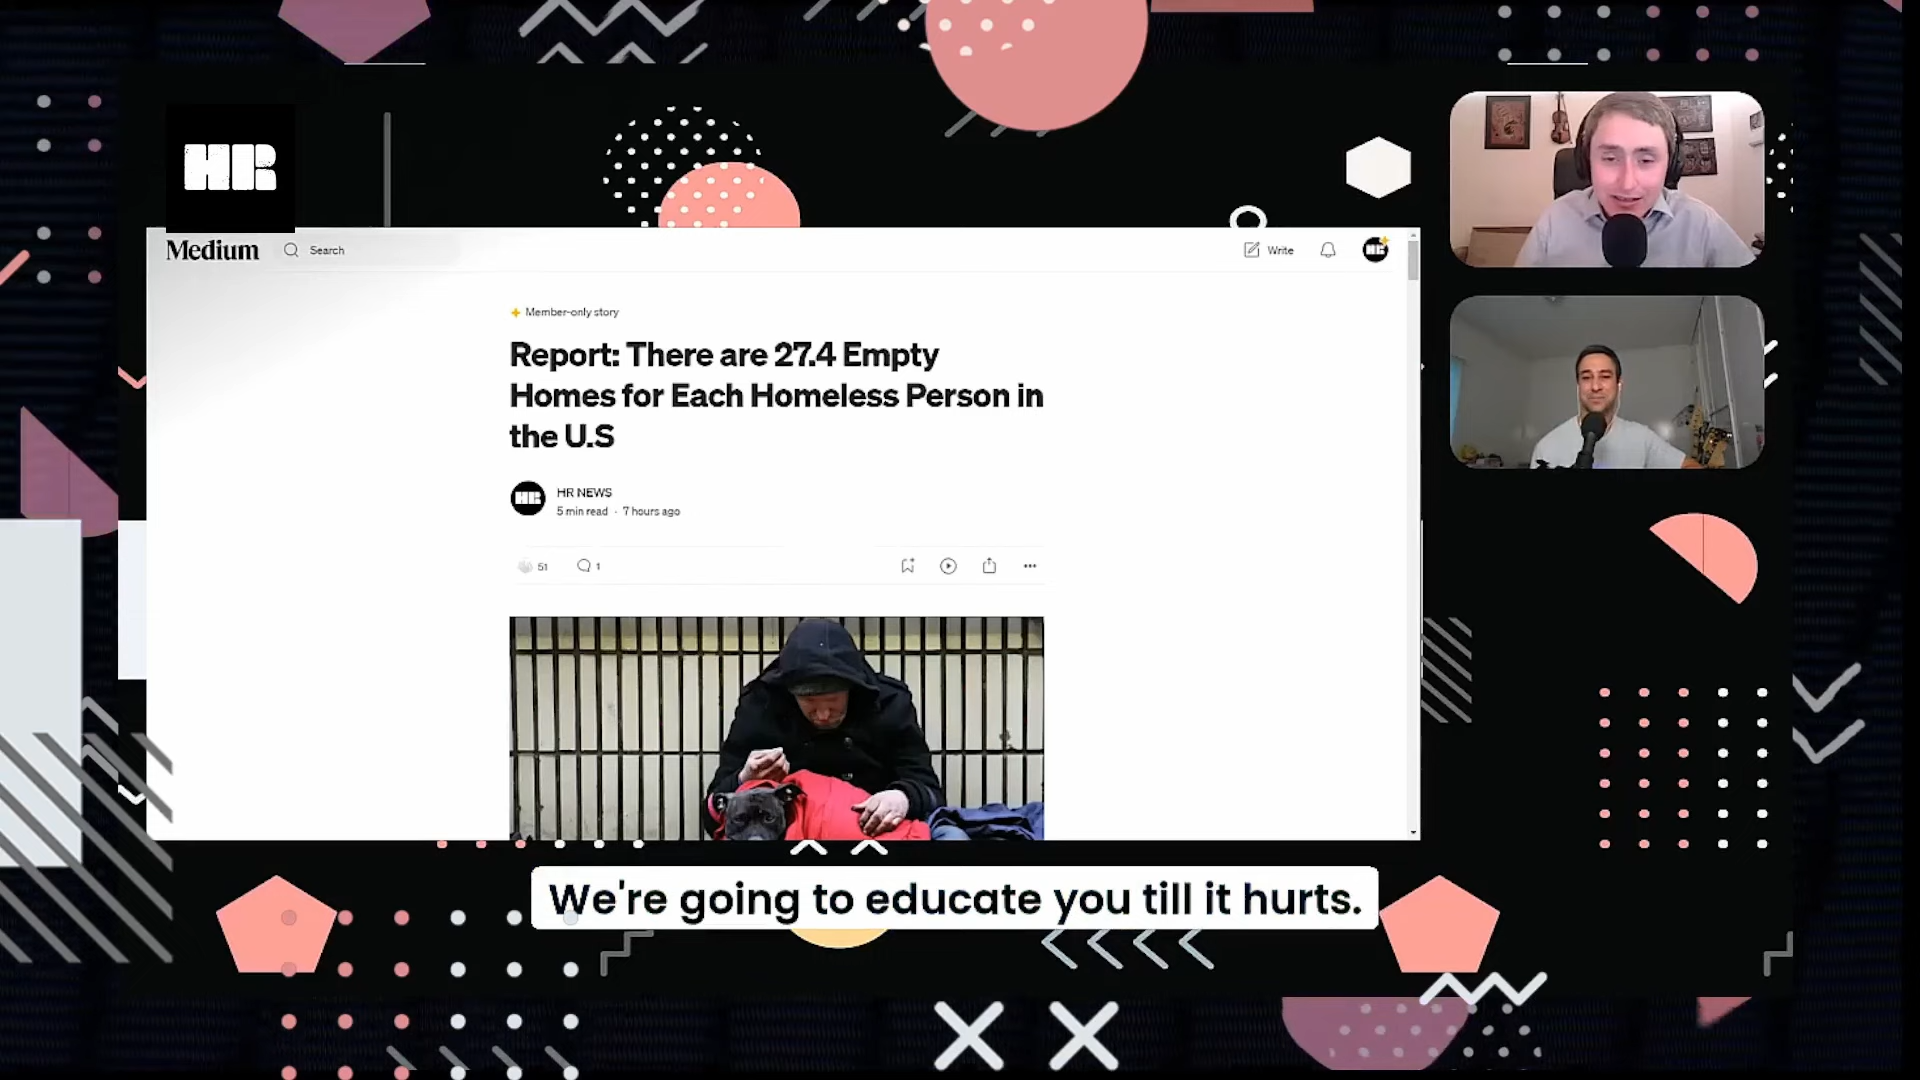 HR
Medium
Search
Write
HR
Member-only story
Report: There are 27.4 Empty
Homes for Each Homeless Person in
the U.S
HR
HR NEWS
5 min read · 7 hours ago
51
1
We're going to educate you till it hurts.